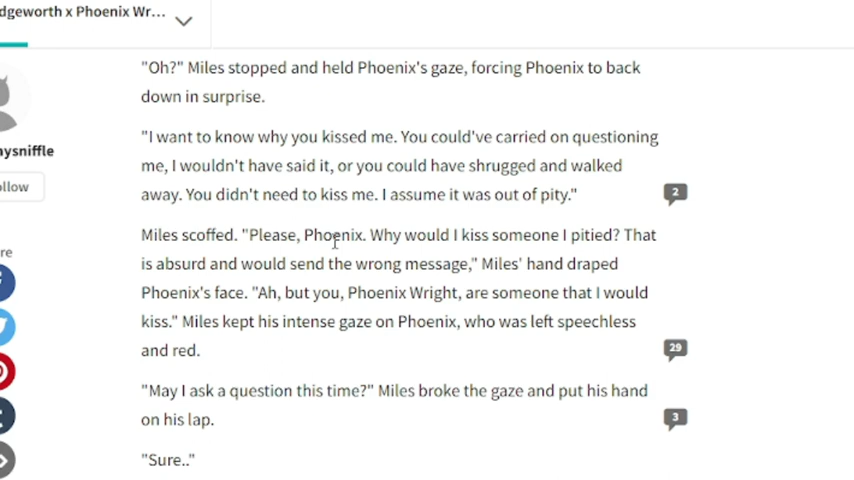 dgeworth x Phoenix Wr...
"Oh?" Miles stopped and held Phoenix's gaze, forcing Phoenix to back
down in surprise.
"I want to know why you kissed me. You could've carried on questioning
me, I wouldn't have said it, or you could have shrugged and walked
away. You didn't need to kiss me. I assume it was out of pity."
2
Miles scoffed. "Please, Phoenix. Why would I kiss someone I pitied? That
is absurd and would send the wrong message," Miles' hand draped
Phoenix's face. "Ah, but you, Phoenix Wright, are someone that I would
kiss." Miles kept his intense gaze on Phoenix, who was left speechless
and red.
29
"May I ask a question this time?" Miles broke the gaze and put his hand
on his lap.
3
"Sure.."
aysniffle
ollow
re